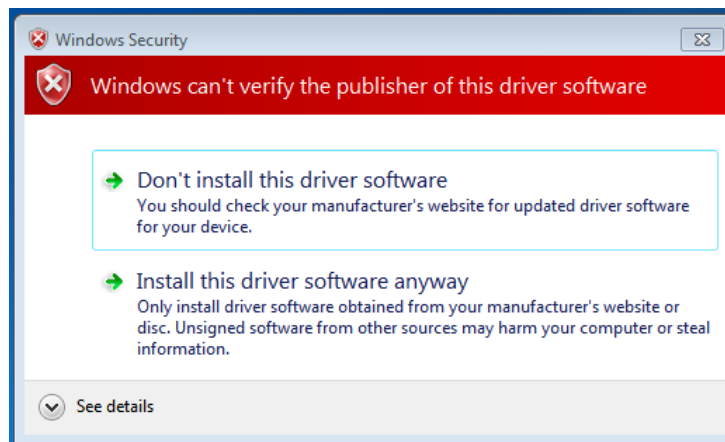 Windows Security
Windows can't verify the publisher of this driver software
Don't install this driver software
You should check your manufacturer's website for updated driver software
for your device.
Install this driver software anyway
Only install driver software obtained from your manufacturer's website or
disc. Unsigned software from other sources may harm your computer or steal
information.
See details